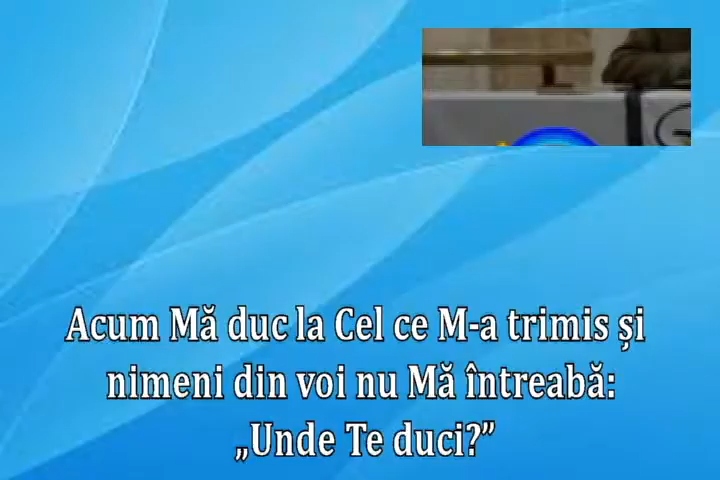 Acum Mă duc la Cel ce M-a trimis și
nimeni din voi nu Mă întreabă:
„Unde Te duci?”